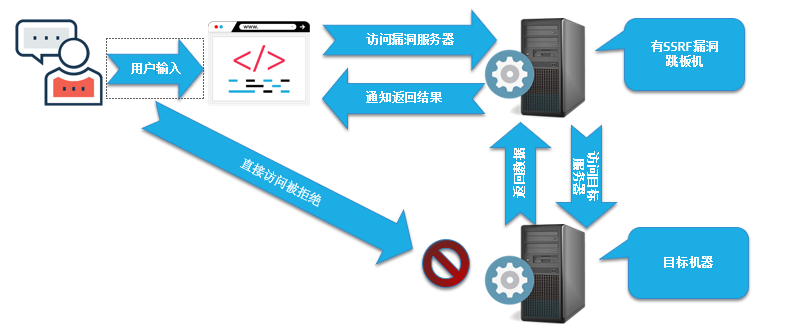 用户输入
www.
</>
访问漏洞服务器
通知返回结果
有SSRF漏洞
跳板机
直接访问被拒绝
返回数据
访问目标
服务器
目标机器